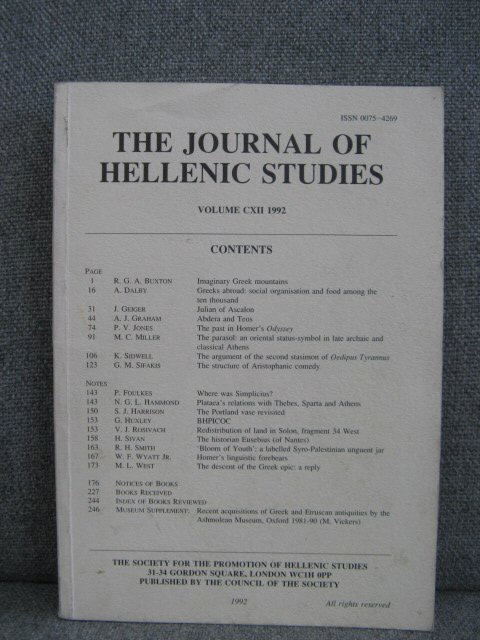 ISSN 0075-4269
THE JOURNAL OF
HELLENIC STUDIES
VOLUME CXII 1992
CONTENTS
PAGE
1 R. G. A. BUXTON Imaginary Greek mountains
16 A. DALBY Greeks abroad: social organisation and food among the
ten thousand
31 J. GEIGER Julian of Ascalon
44 A. J. GRAHAM Abdera and Teos
74 P. V. JONES The past in Homer's Odyssey
91 M. C. MILLER The parasol: an oriental status-symbol in late archaic and
classical Athens
106 K. SIDWELL The argument of the second stasimon of Oedipus Tyrannus
123 G. M. SIFAKIS The structure of Aristophanic comedy
NOTES
143 P. FOULKES Where was Simplicius?
143 N. G. L. HAMMOND Plataea's relations with Thebes, Sparta and Athens
150 S. J. HARRISON The Portland vase revisited
153 G. HUXLEY ΒΗΡΙCΟC
153 V. J. ROSIVACH Redistribution of land in Solon, fragment 34 West
158 H. SIVAN The historian Eusebius (of Nantes)
163 R. H. SMITH 'Bloom of Youth': a labelled Syro-Palestinian unguent jar
167 W. F. WYATT JR. Homer's linguistic forebears
173 M. L. WEST The descent of the Greek epic: a reply
176 NOTICES OF BOOKS
227 BOOKS RECEIVED
244 INDEX OF BOOKS REVIEWED
246 MUSEUM SUPPLEMENT: Recent acquisitions of Greek and Etruscan antiquities by the
Ashmolean Museum, Oxford 1981-90 (M. Vickers)
THE SOCIETY FOR THE PROMOTION OF HELLENIC STUDIES
31-34 GORDON SQUARE, LONDON WC1H 0PP
PUBLISHED BY THE COUNCIL OF THE SOCIETY
1992
All rights reserved